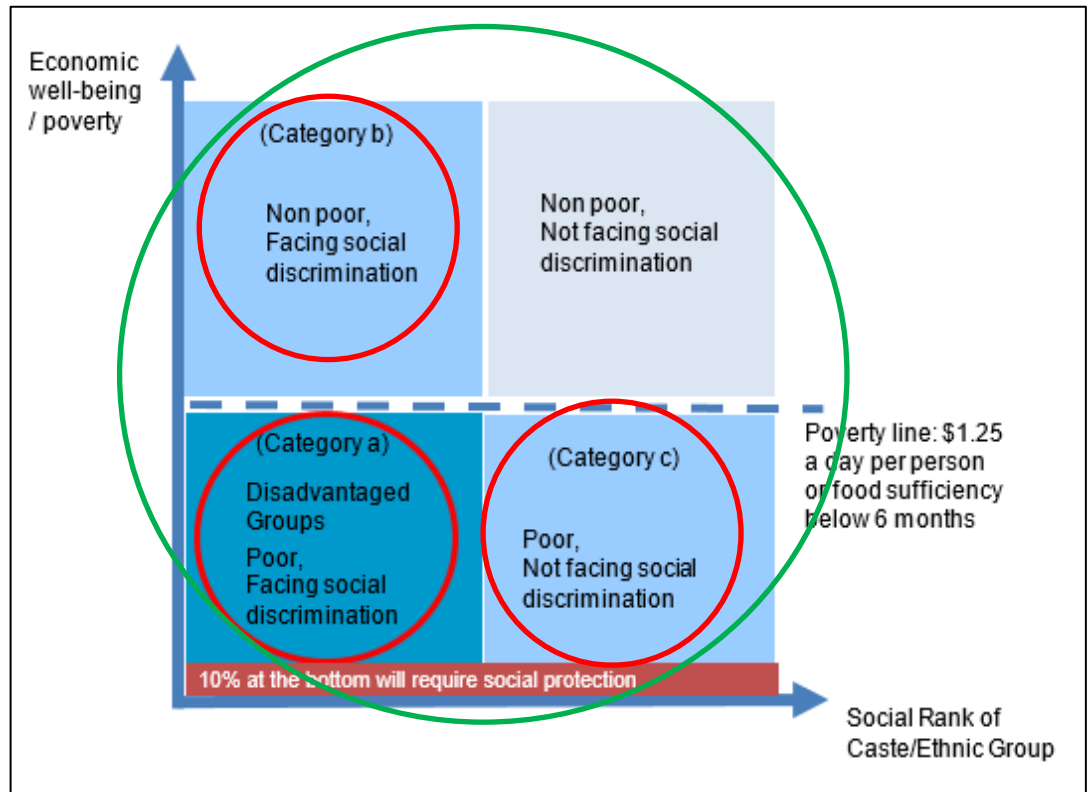 Economic
well-being
/ poverty
(Category b)
Non poor,
Facing social
discrimination
Non poor,
Not facing social
discrimination
(Category a)
Disadvantaged
Groups
Poor,
Facing social
discrimination
(Category c)
Poor,
Not facing social
discrimination
Poverty line: $1.25
a day per person
or food sufficiency
below 6 months
10% at the bottom will require social protection
Social Rank of
Caste/Ethnic Group